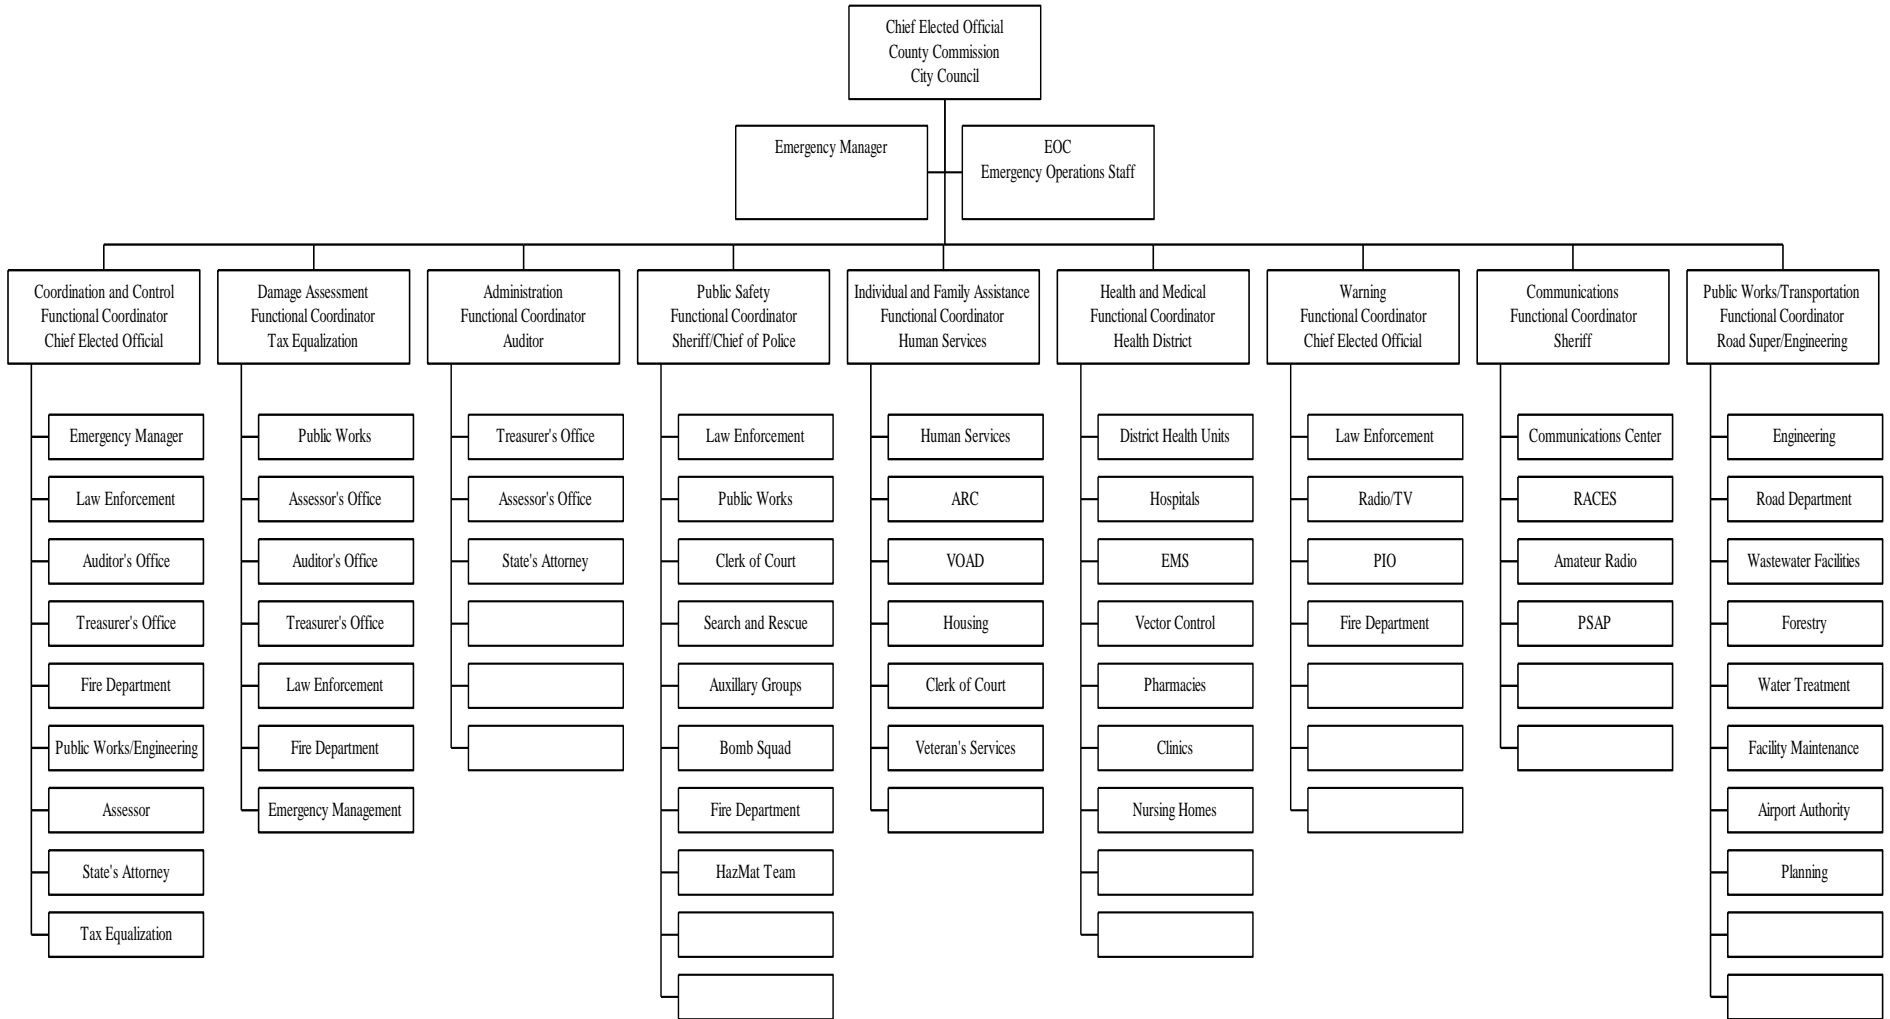 Chief Elected Official
County Commission
City Council
Emergency Manager
EOC
Emergency Operations Staff
Coordination and Control
Functional Coordinator
Chief Elected Official
Emergency Manager
Law Enforcement
Auditor's Office
Treasurer's Office
Fire Department
Public Works/Engineering
Assessor
State's Attorney
Tax Equalization
Damage Assessment
Functional Coordinator
Tax Equalization
Public Works
Assessor's Office
Auditor's Office
Treasurer's Office
Law Enforcement
Fire Department
Emergency Management
Administration
Functional Coordinator
Auditor
Treasurer's Office
Assessor's Office
State's Attorney
Public Safety
Functional Coordinator
Sheriff/Chief of Police
Law Enforcement
Public Works
Clerk of Court
Search and Rescue
Auxillary Groups
Bomb Squad
Fire Department
HazMat Team
Individual and Family Assistance
Functional Coordinator
Human Services
Human Services
ARC
VOAD
Housing
Clerk of Court
Veteran's Services
Health and Medical
Functional Coordinator
Health District
District Health Units
Hospitals
EMS
Vector Control
Pharmacies
Clinics
Nursing Homes
Warning
Functional Coordinator
Chief Elected Official
Law Enforcement
Radio/TV
PIO
Fire Department
Communications
Functional Coordinator
Sheriff
Communications Center
RACES
Amateur Radio
PSAP
Public Works/Transportation
Functional Coordinator
Road Super/Engineering
Engineering
Road Department
Wastewater Facilities
Forestry
Water Treatment
Facility Maintenance
Airport Authority
Planning